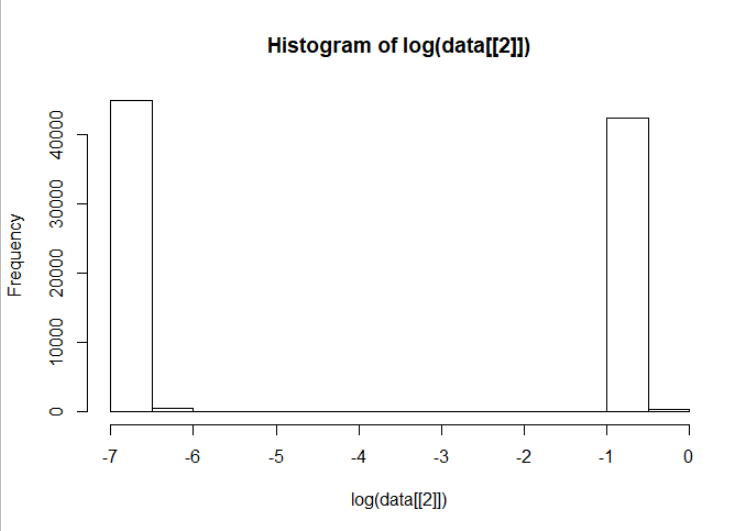 Histogram of log(data[[2]])
Frequency
40000
30000
20000
10000
0
-7 -6 -5 -4 -3 -2 -1 0
log(data[[2]])